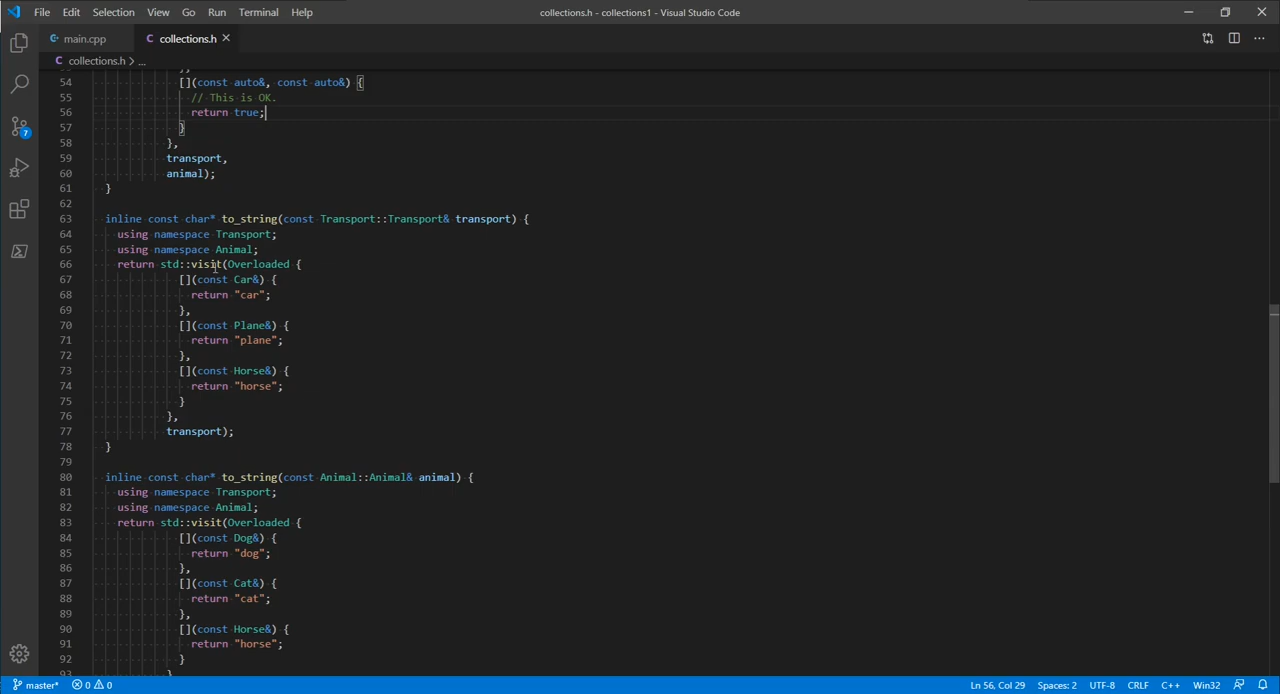 File Edit Selection View Go Run Terminal Help collections.h - collections1 - Visual Studio Code
main.cpp C collections.h ×
C collections.h > ...
54 [](const auto&, const auto&) {
55 // This is OK.
56 return true;
57 }
58 },
59 transport,
60 animal);
61 }
62
63 inline const char* to_string(const Transport::Transport& transport) {
64 using namespace Transport;
65 using namespace Animal;
66 return std::visit(Overloaded {
67 [](const Car&) {
68 return "car";
69 },
70 [](const Plane&) {
71 return "plane";
72 },
73 [](const Horse&) {
74 return "horse";
75 }
76 },
77 transport);
78 }
79
80 inline const char* to_string(const Animal::Animal& animal) {
81 using namespace Transport;
82 using namespace Animal;
83 return std::visit(Overloaded {
84 [](const Dog&) {
85 return "dog";
86 },
87 [](const Cat&) {
88 return "cat";
89 },
90 [](const Horse&) {
91 return "horse";
92 }
93 }
7
master* 0 0 Ln 56, Col 29 Spaces: 2 UTF-8 CRLF C++ Win32